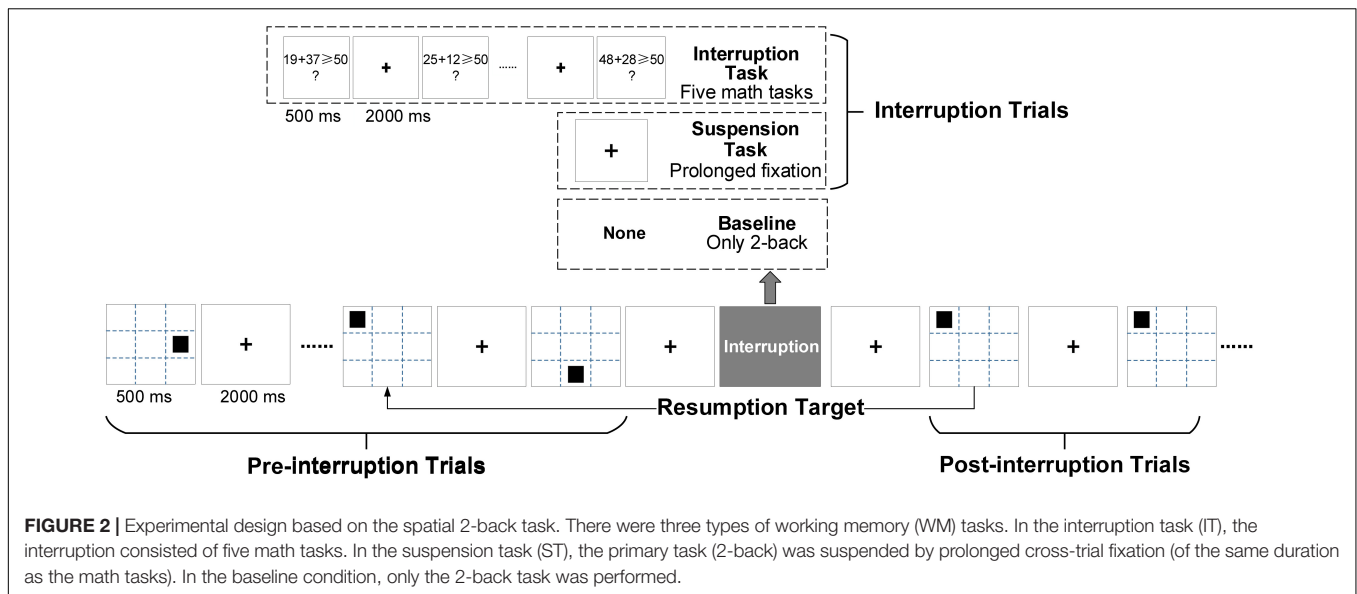 19+37≥50
?
+
25+12≥50
?
......
+
48+28≥50
?
Interruption
Task
Five math tasks
500 ms
2000 ms
Interruption Trials
+
Suspension
Task
Prolonged fixation
None
Baseline
Only 2-back
+
......
+
+
Interruption
+
+
......
500 ms
2000 ms
Resumption Target
Pre-interruption Trials
Post-interruption Trials
FIGURE 2 | Experimental design based on the spatial 2-back task. There were three types of working memory (WM) tasks. In the interruption task (IT), the
interruption consisted of five math tasks. In the suspension task (ST), the primary task (2-back) was suspended by prolonged cross-trial fixation (of the same duration
as the math tasks). In the baseline condition, only the 2-back task was performed.